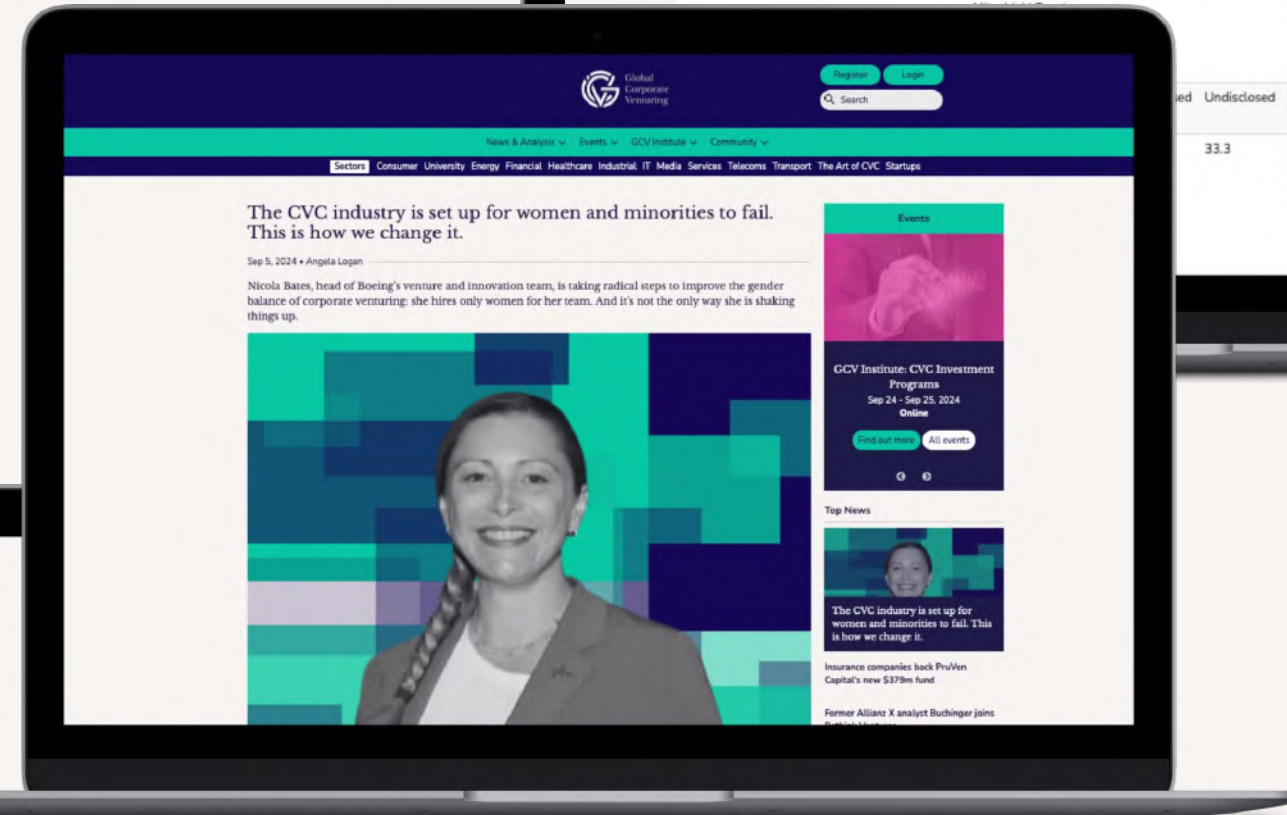 Global
Corporate
Venturing
Register
Login
Search
News & Analysis
Events
GCV Institute
Community
Sectors Consumer University Energy Financial Healthcare Industrial IT Media Services Telecoms Transport The Art of CVC Startups
The CVC industry is set up for women and minorities to fail.
This is how we change it.
Sep 5, 2024 • Angela Logan
Nicola Bates, head of Boeing's venture and innovation team, is taking radical steps to improve the gender
balance of corporate venturing: she hires only women for her team. And it's not the only way she is shaking
things up.
Events
GCV Institute: CVC Investment
Programs
Sep 24 - Sep 25, 2024
Online
Find out more
All events
Top News
The CVC industry is set up for
women and minorities to fail. This
is how we change it.
Insurance companies back PruVen
Capital's new $379m fund
Former Allianz X analyst Buchinger joins
Undisclosed
33.3